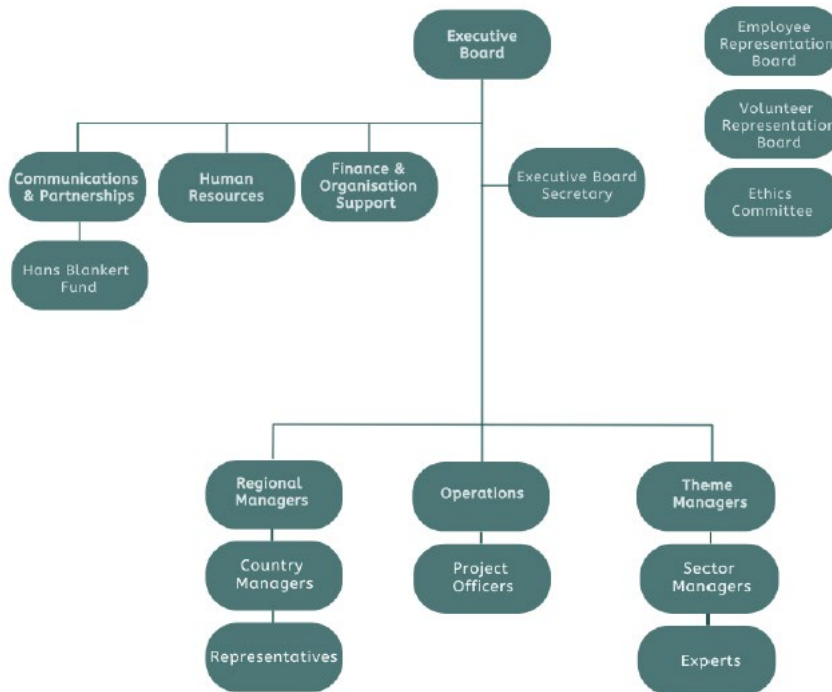 Executive
Board
Employee
Representation
Board
Volunteer
Representation
Board
Communications
& Partnerships
Human
Resources
Finance &
Organisation
Support
Executive Board
Secretary
Ethics
Committee
Hans Blankert
Fund
Regional
Managers
Operations
Theme
Managers
Country
Managers
Project
Officers
Sector
Managers
Representatives
Experts